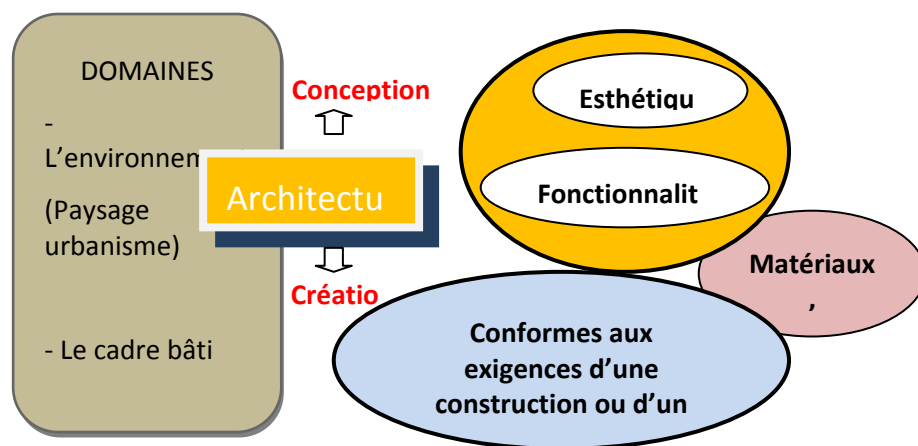 DOMAINES
-
L'environnem
(Paysage
urbanisme)
- Le cadre bâti
Conception
Architectu
Créatio
Esthétiqu
Fonctionnalit
Matériaux
,
Conformes aux
exigences d'une
construction ou d'un